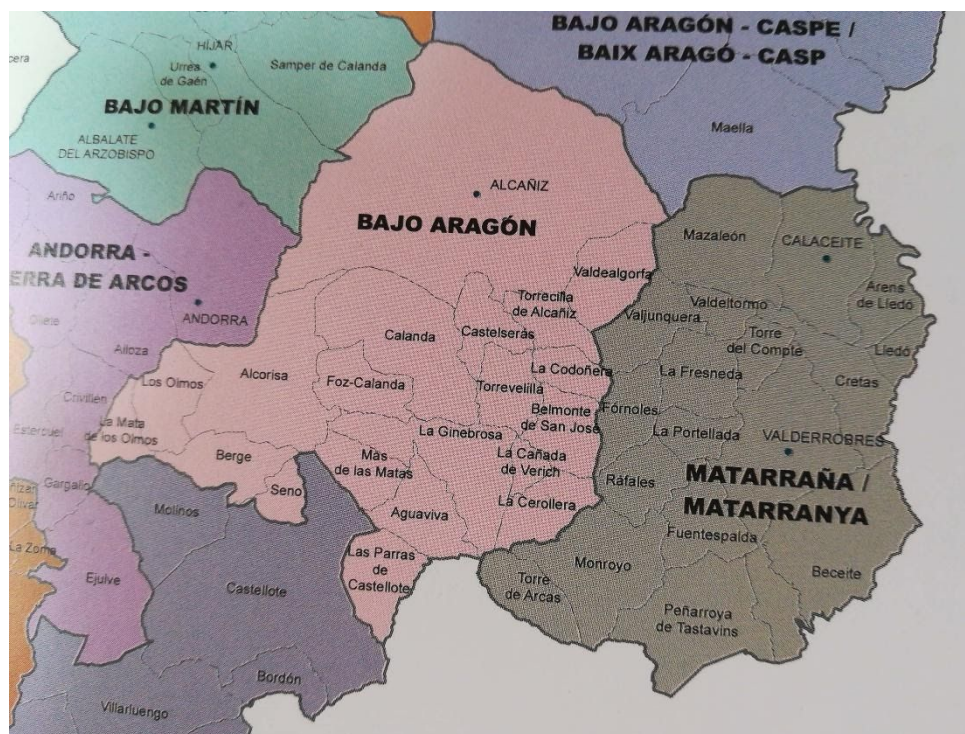 BAJO ARAGÓN - CASPE /
BAIX ARAGÓ - CASP
HÍJAR
Urrea
de Gaén
Samper de Calanda
BAJO MARTÍN
ALBALATE
DEL ARZOBISPO
Maella
Ariño
ALCAÑIZ
BAJO ARAGÓN
Mazaleón
CALACEITE
ANDORRA -
ERRA DE ARCOS
Valdealgorfa
Arens
de Lledó
ANDORRA
Torrecilla
de Alcañiz
Valdeltormo
Valjunquera
Calanda
Castelserás
Torre
del Compte
Alloza
Lledó
Los Olmos
Alcorisa
Foz-Calanda
Torrevelilla
La Codoñera
La Fresneda
Cretas
Crivillén
La Mata
de los Olmos
Belmonte
de San José
Fórnoles
Estercuel
La Ginebrosa
La Portellada
VALDERROBRES
Berge
Mas
de las Matas
La Cañada
de Verich
Ráfales
MATARRAÑA /
MATARRANYA
Gargallo
Seno
La Cerollera
Molinos
Aguaviva
Fuentespalda
La Zoma
Ejulve
Las Parras
de
Castellote
Monroyo
Beceite
Castellote
Torre
de Arcas
Peñarroya
de Tastavins
Bordón
Villarluengo